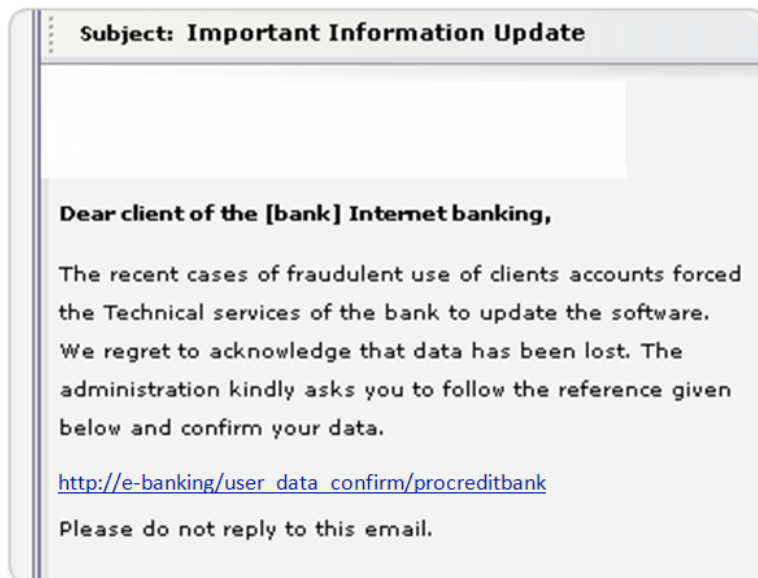 Subject: Important Information Update
Dear client of the [bank] Internet banking,
The recent cases of fraudulent use of clients accounts forced
the Technical services of the bank to update the software.
We regret to acknowledge that data has been lost. The
administration kindly asks you to follow the reference given
below and confirm your data.
http://e-banking/user_data_confirm/procreditbank
Please do not reply to this email.